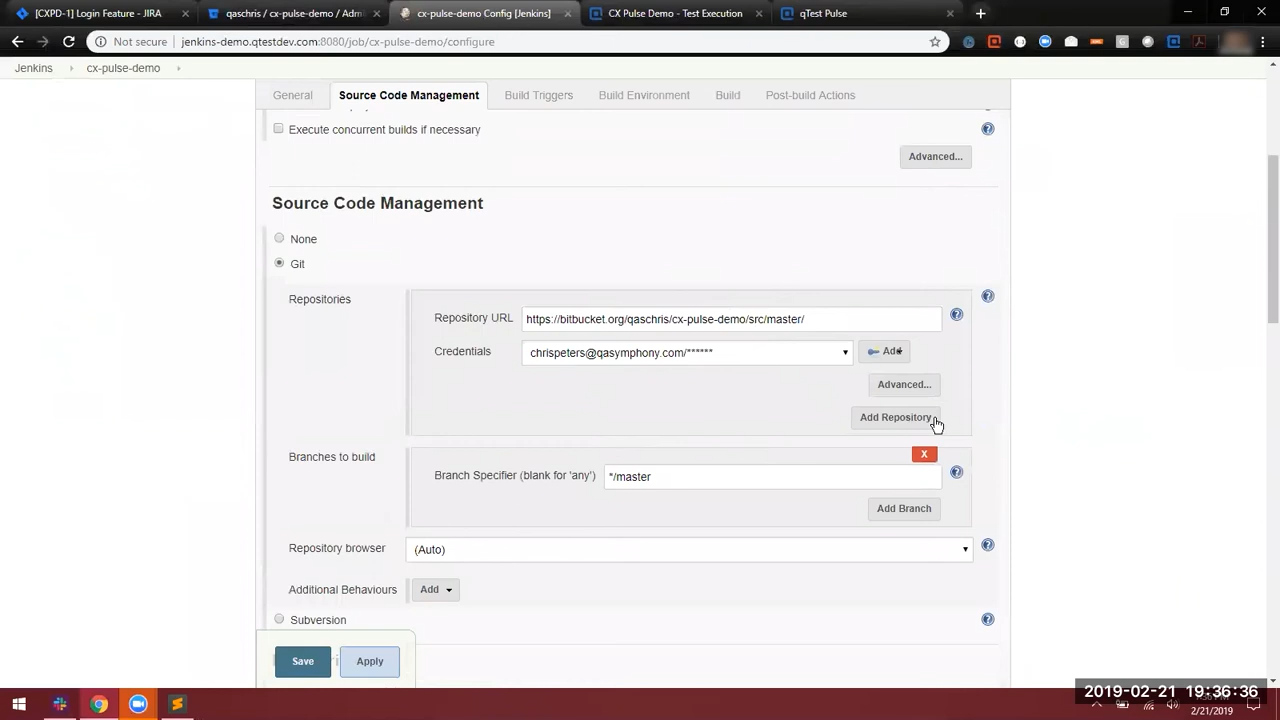 [CXPD-1] Login Feature - JIRA
qaschris / cx-pulse-demo / Admi
cx-pulse-demo Config [Jenkins]
CX Pulse Demo - Test Execution
qTest Pulse
Not secure | jenkins-demo.qtestdev.com:8080/job/cx-pulse-demo/configure
Jenkins
cx-pulse-demo
General
Source Code Management
Build Triggers
Build Environment
Build
Post-build Actions
Execute concurrent builds if necessary
Advanced...
Source Code Management
None
Git
Repositories
Repository URL
https://bitbucket.org/qaschris/cx-pulse-demo/src/master/
Credentials
chrispeters@qasymphony.com/******
Add
Advanced...
Add Repository
Branches to build
X
Branch Specifier (blank for 'any')
*/master
Add Branch
Repository browser
(Auto)
Additional Behaviours
Add
Subversion
Save
Apply
2019-02-21 19:36:36
2/21/2019